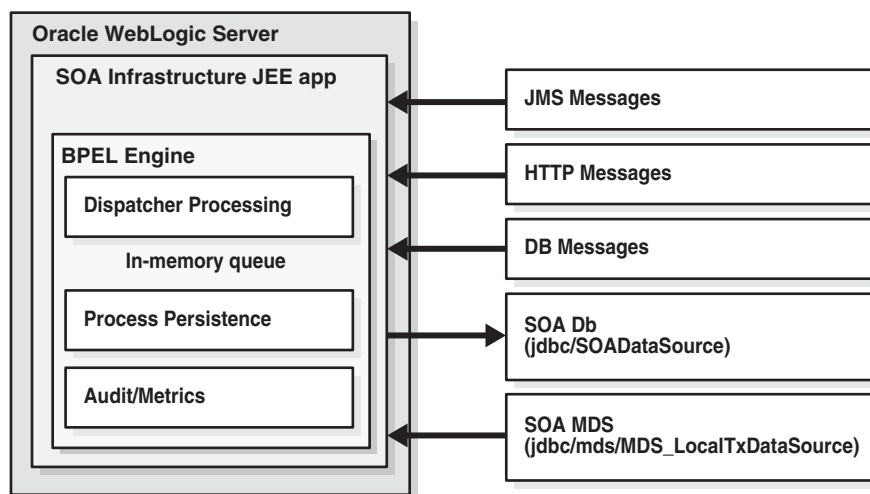 Oracle WebLogic Server
SOA Infrastructure JEE app
BPEL Engine
Dispatcher Processing
In-memory queue
Process Persistence
Audit/Metrics
JMS Messages
HTTP Messages
DB Messages
SOA Db
(jdbc/SOADataSource)
SOA MDS
(jdbc/mds/MDS_LocalTxDataSource)